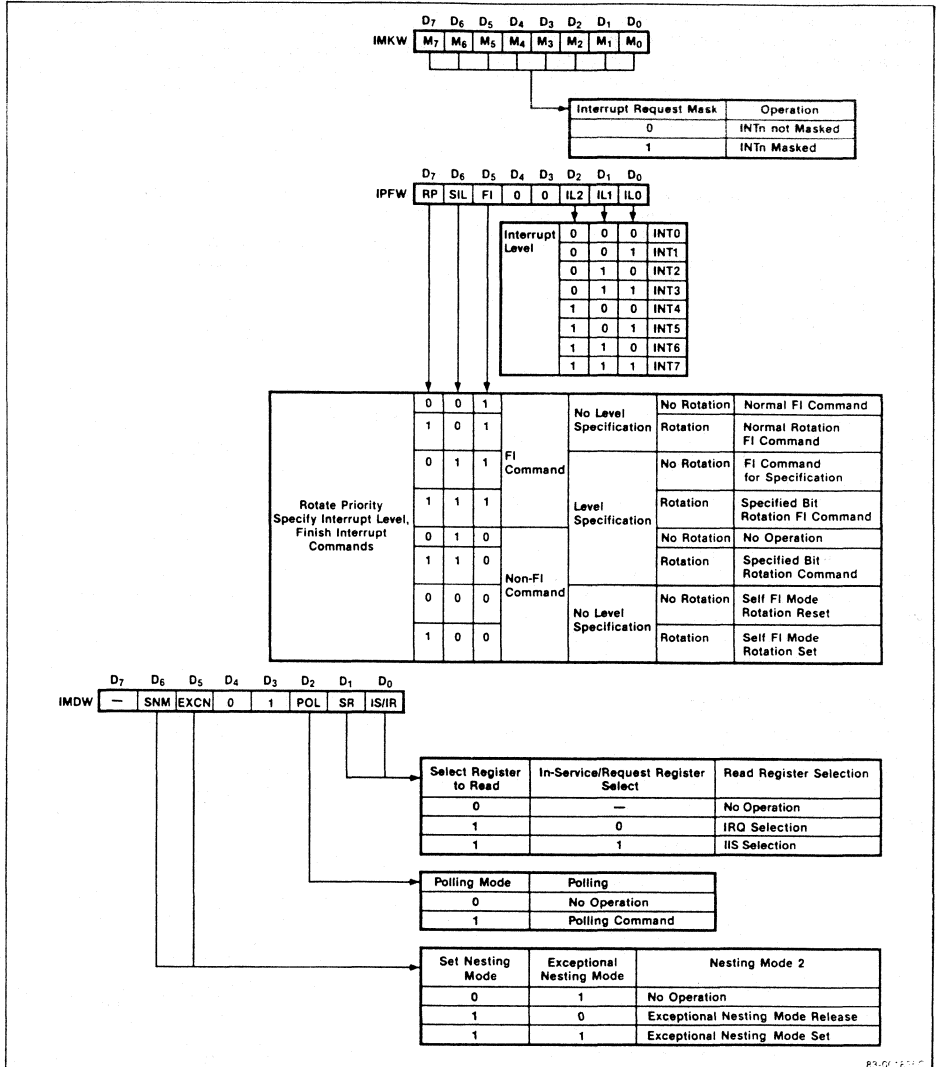 D7 D6 D5 D4 D3 D2 D1 D0
IMKW M7 M6 M5 M4 M3 M2 M1 M0
Interrupt Request Mask Operation
0 INTn not Masked
1 INTn Masked
D7 D6 D5 D4 D3 D2 D1 D0
IPFW RP SIL FI 0 0 IL2 IL1 IL0
Interrupt Level 0 0 0 INT0
0 0 1 INT1
0 1 0 INT2
0 1 1 INT3
1 0 0 INT4
1 0 1 INT5
1 1 0 INT6
1 1 1 INT7
Rotate Priority
Specify Interrupt Level,
Finish Interrupt
Commands
0 0 1 FI Command No Level Specification No Rotation Normal FI Command
1 0 1 Rotation Normal Rotation FI Command
0 1 1 Level Specification No Rotation FI Command for Specification
1 1 1 Rotation Specified Bit Rotation FI Command
0 1 0 Non-FI Command No Rotation No Operation
1 1 0 Rotation Specified Bit Rotation Command
0 0 0 No Level Specification No Rotation Self FI Mode Rotation Reset
1 0 0 Rotation Self FI Mode Rotation Set
D7 D6 D5 D4 D3 D2 D1 D0
IMDW — SNM EXCN 0 1 POL SR IS/IR
Select Register to Read In-Service/Request Register Select Read Register Selection
0 — No Operation
1 0 IRQ Selection
1 1 IIS Selection
Polling Mode Polling
0 No Operation
1 Polling Command
Set Nesting Mode Exceptional Nesting Mode Nesting Mode 2
0 1 No Operation
1 0 Exceptional Nesting Mode Release
1 1 Exceptional Nesting Mode Set